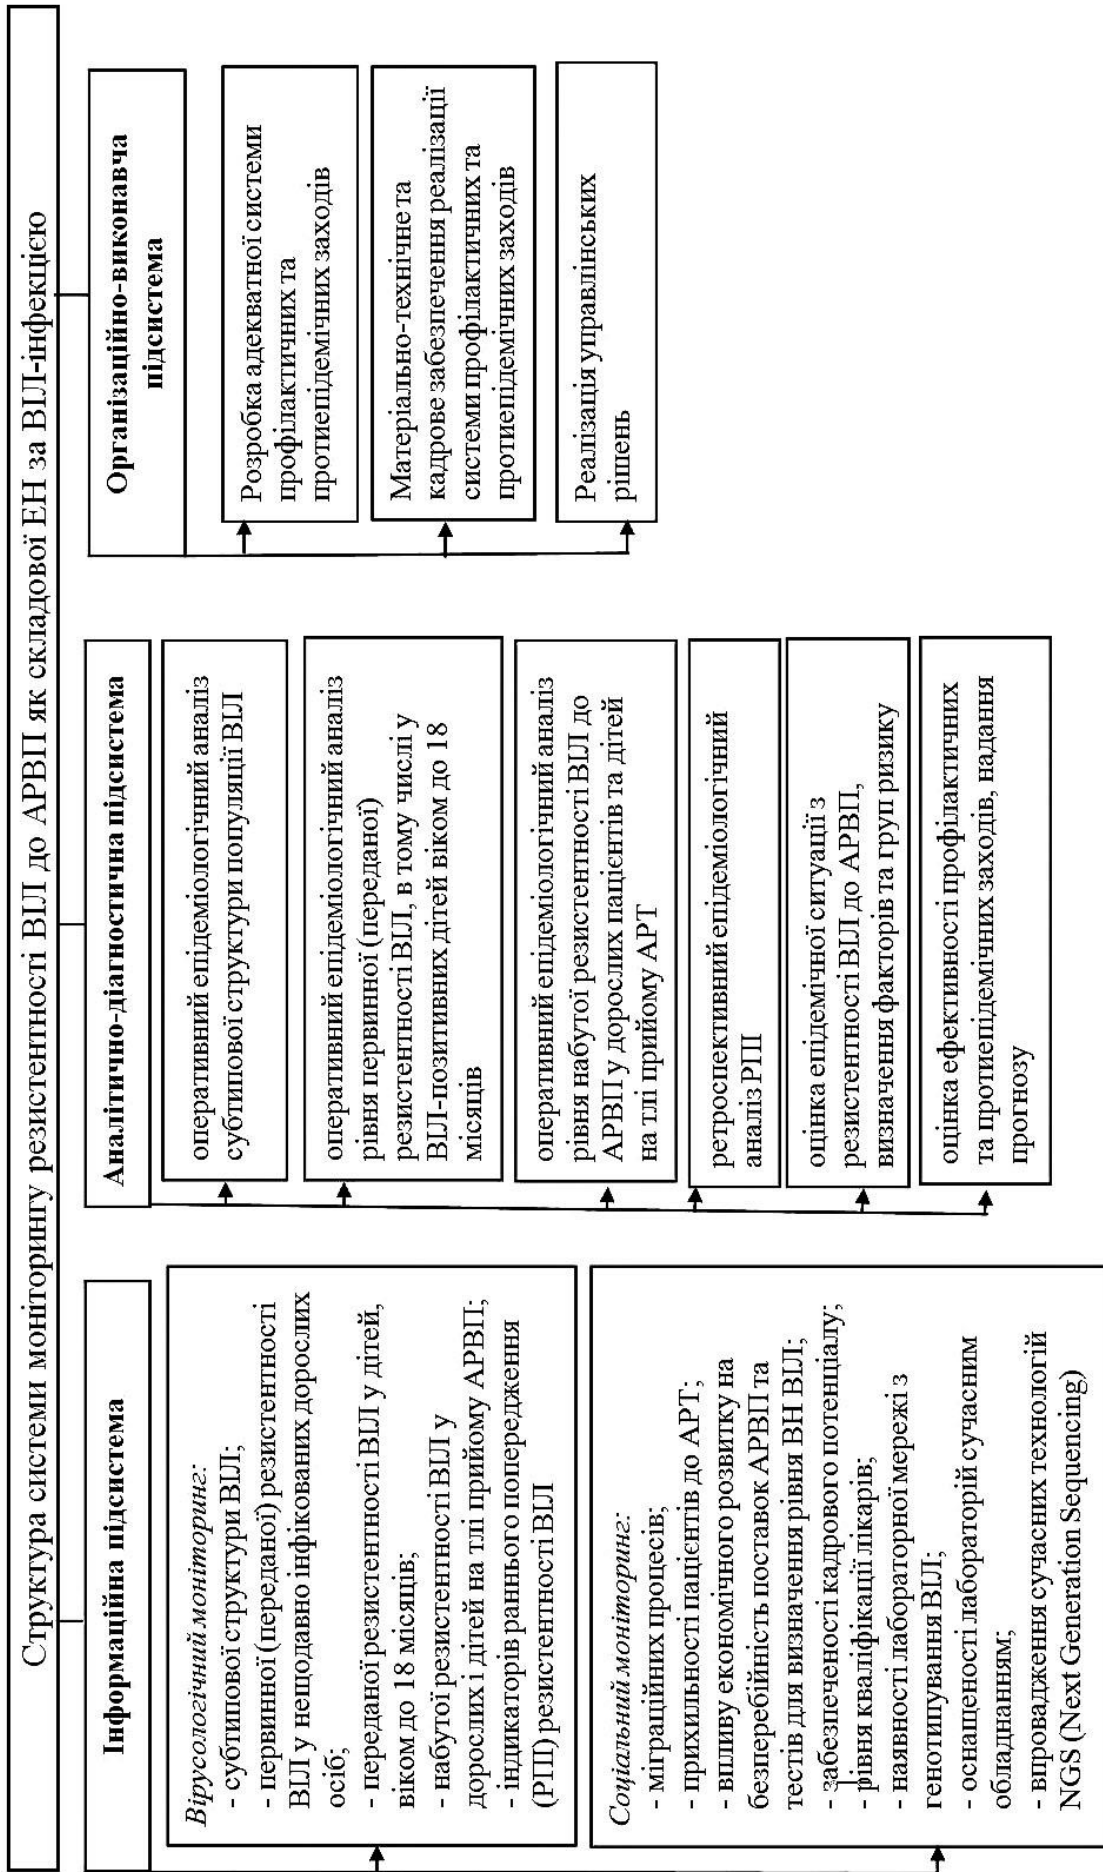 Структура системи моніторингу резистентності ВІЛ до АРВП як складової ЕН за ВІЛ-інфекцією
Інформаційна підсистема
Вірусологічний моніторинг:
- субтипової структури ВІЛ;
- первинної (переданої) резистентності
ВІЛ у нещодавно інфікованих дорослих
осіб;
- переданої резистентності ВІЛ у дітей,
віком до 18 місяців;
- набутої резистентності ВІЛ у
дорослих і дітей на тлі прийому АРВП;
- індикаторів раннього попередження
(РПІ) резистентності ВІЛ
Соціальний моніторинг:
- міграційних процесів;
- прихильності пацієнтів до АРТ;
- впливу економічного розвитку на
безперебійність поставок АРВП та
тестів для визначення рівня ВН ВІЛ;
- забезпеченості кадрового потенціалу;
- рівня кваліфікації лікарів;
- наявності лабораторної мережі з
генотипування ВІЛ;
- оснащеності лабораторій сучасним
обладнанням;
- впровадження сучасних технологій
NGS (Next Generation Sequencing)
Аналітично-діагностична підсистема
оперативний епідеміологічний аналіз
субтипової структури популяції ВІЛ
оперативний епідеміологічний аналіз
рівня первинної (переданої)
резистентності ВІЛ, в тому числі у
ВІЛ-позитивних дітей віком до 18
місяців
оперативний епідеміологічний аналіз
рівня набутої резистентності ВІЛ до
АРВП у дорослих пацієнтів та дітей
на тлі прийому АРТ
ретроспективний епідеміологічний
аналіз РПІ
оцінка епідемічної ситуації з
резистентності ВІЛ до АРВП,
визначення факторів та груп ризику
оцінка ефективності профілактичних
та протиепідемічних заходів, надання
прогнозу
Організаційно-виконавча
підсистема
Розробка адекватної системи
профілактичних та
протиепідемічних заходів
Матеріально-технічне та
кадрове забезпечення реалізації
системи профілактичних та
протиепідемічних заходів
Реалізація управлінських
рішень